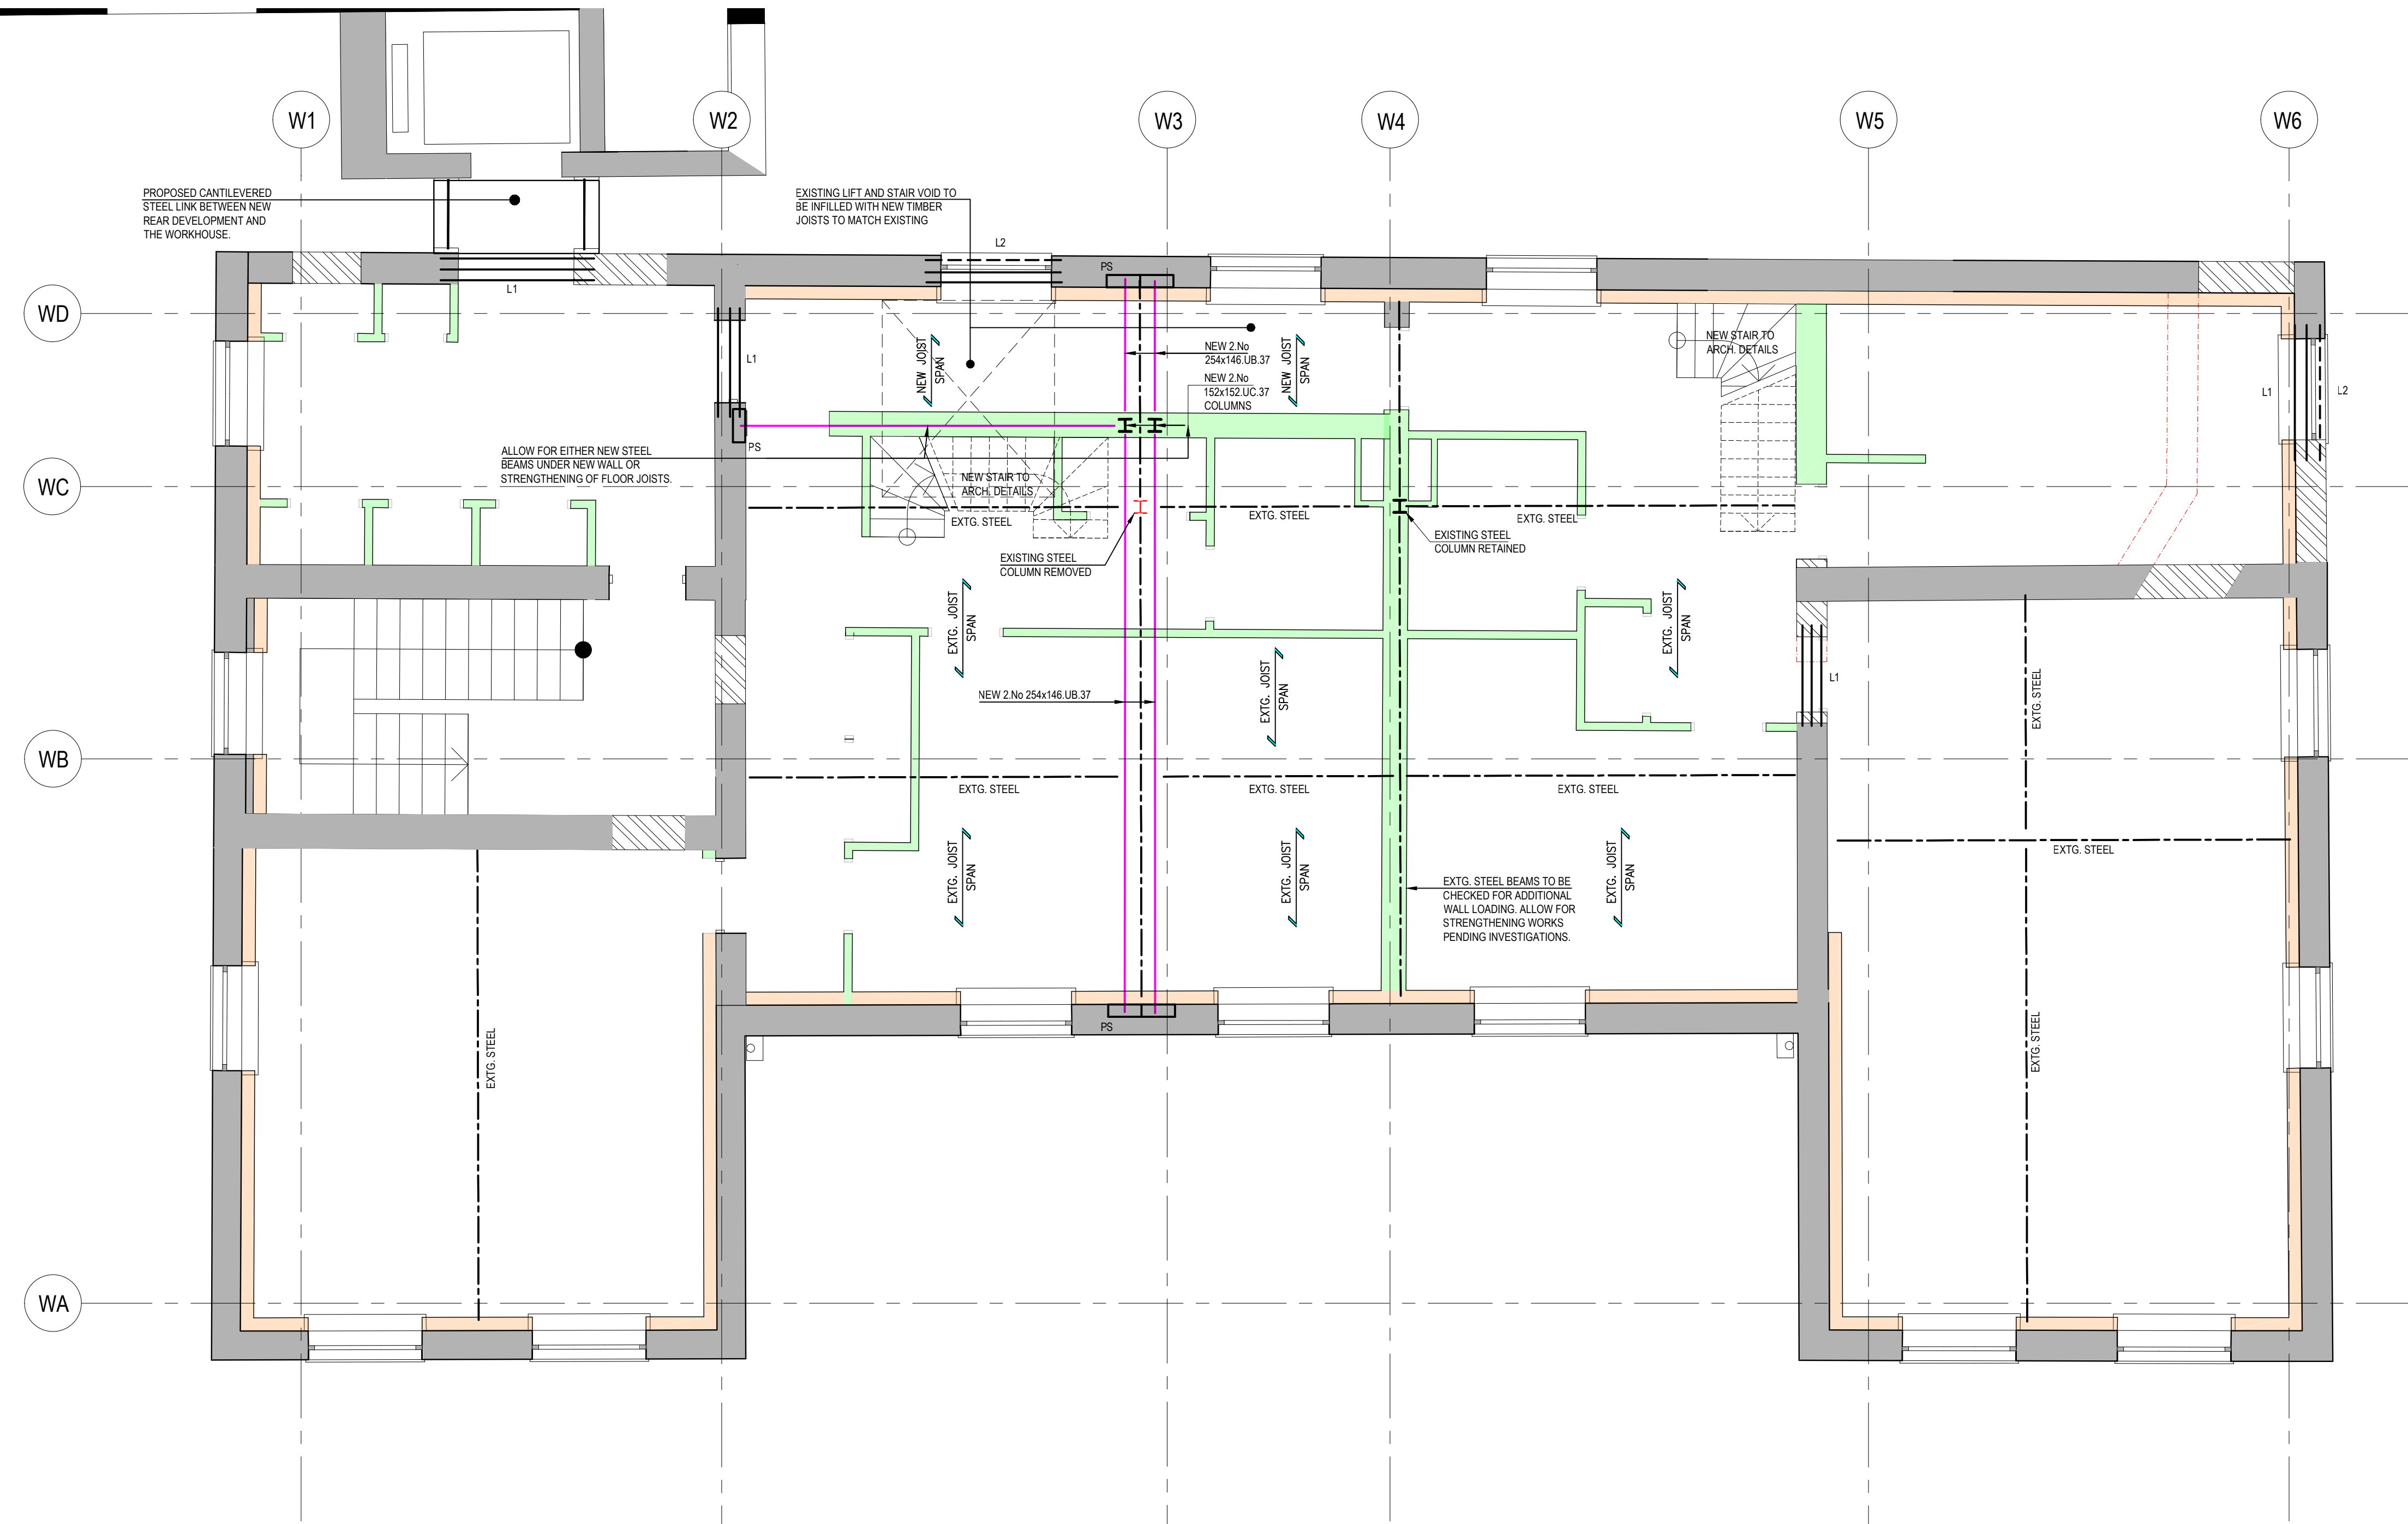 W1
W2
W3
W4
W5
W6
PROPOSED CANTILEVERED
STEEL LINK BETWEEN NEW
REAR DEVELOPMENT AND
THE WORKHOUSE.
EXISTING LIFT AND STAIR VOID TO
BE INFILLED WITH NEW TIMBER
JOISTS TO MATCH EXISTING
L2
PS
L1
WD
NEW JOIST
SPAN
NEW 2.No
254x146.UB.37
NEW JOIST
SPAN
NEW STAIR TO
ARCH. DETAILS
L1
NEW 2.No
152x152.UC.37
COLUMNS
L1
L2
PS
ALLOW FOR EITHER NEW STEEL
BEAMS UNDER NEW WALL OR
STRENGTHENING OF FLOOR JOISTS.
WC
NEW STAIR TO
ARCH. DETAILS
EXTG. STEEL
EXTG. STEEL
EXTG. STEEL
EXISTING STEEL
COLUMN REMOVED
EXISTING STEEL
COLUMN RETAINED
EXTG. JOIST
SPAN
EXTG. JOIST
SPAN
EXTG. JOIST
SPAN
L1
NEW 2.No 254x146.UB.37
EXTG. STEEL
WB
EXTG. STEEL
EXTG. STEEL
EXTG. STEEL
EXTG. STEEL
EXTG. JOIST
SPAN
EXTG. JOIST
SPAN
EXTG. JOIST
SPAN
EXTG. STEEL BEAMS TO BE
CHECKED FOR ADDITIONAL
WALL LOADING. ALLOW FOR
STRENGTHENING WORKS
PENDING INVESTIGATIONS.
PS
EXTG. STEEL
EXTG. STEEL
WA